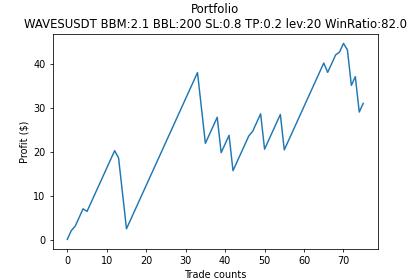 Portfolio
WAVESUSDT BBM:2.1 BBL:200 SL:0.8 TP:0.2 lev:20 WinRatio:82.0
Profit ($)
40
30
20
10
0
0 10 20 30 40 50 60 70
Trade counts